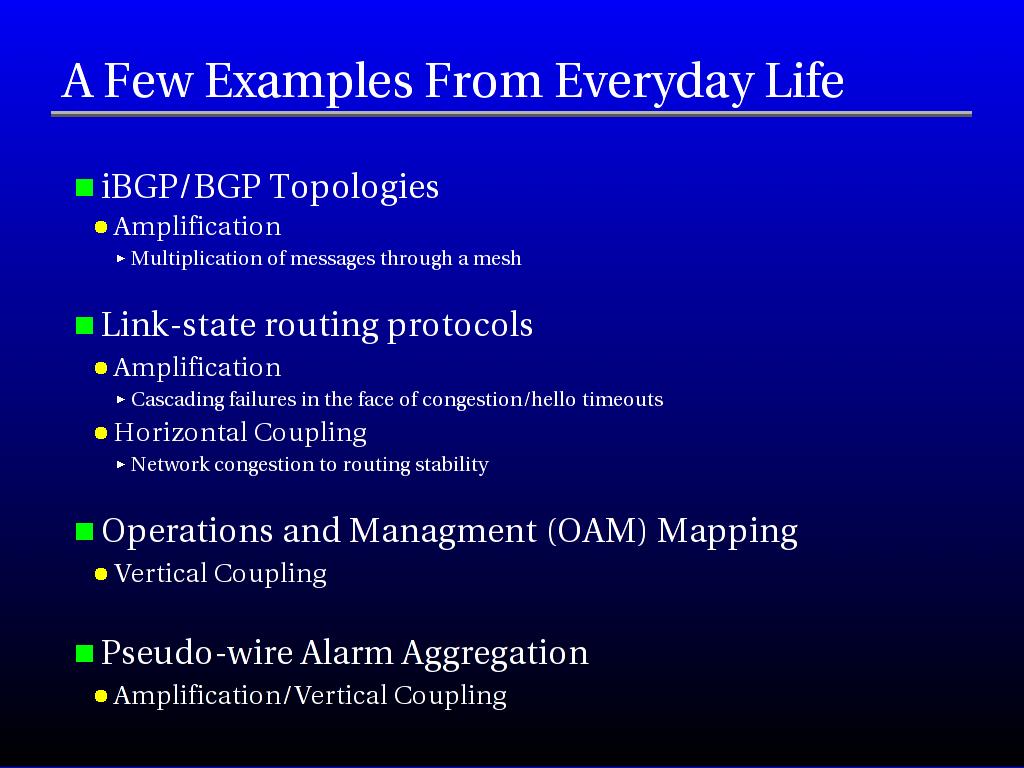 A Few Examples From Everyday Life
iBGP/BGP Topologies
Amplification
Multiplication of messages through a mesh
Link-state routing protocols
Amplification
Cascading failures in the face of congestion/hello timeouts
Horizontal Coupling
Network congestion to routing stability
Operations and Managment (OAM) Mapping
Vertical Coupling
Pseudo-wire Alarm Aggregation
Amplification/Vertical Coupling